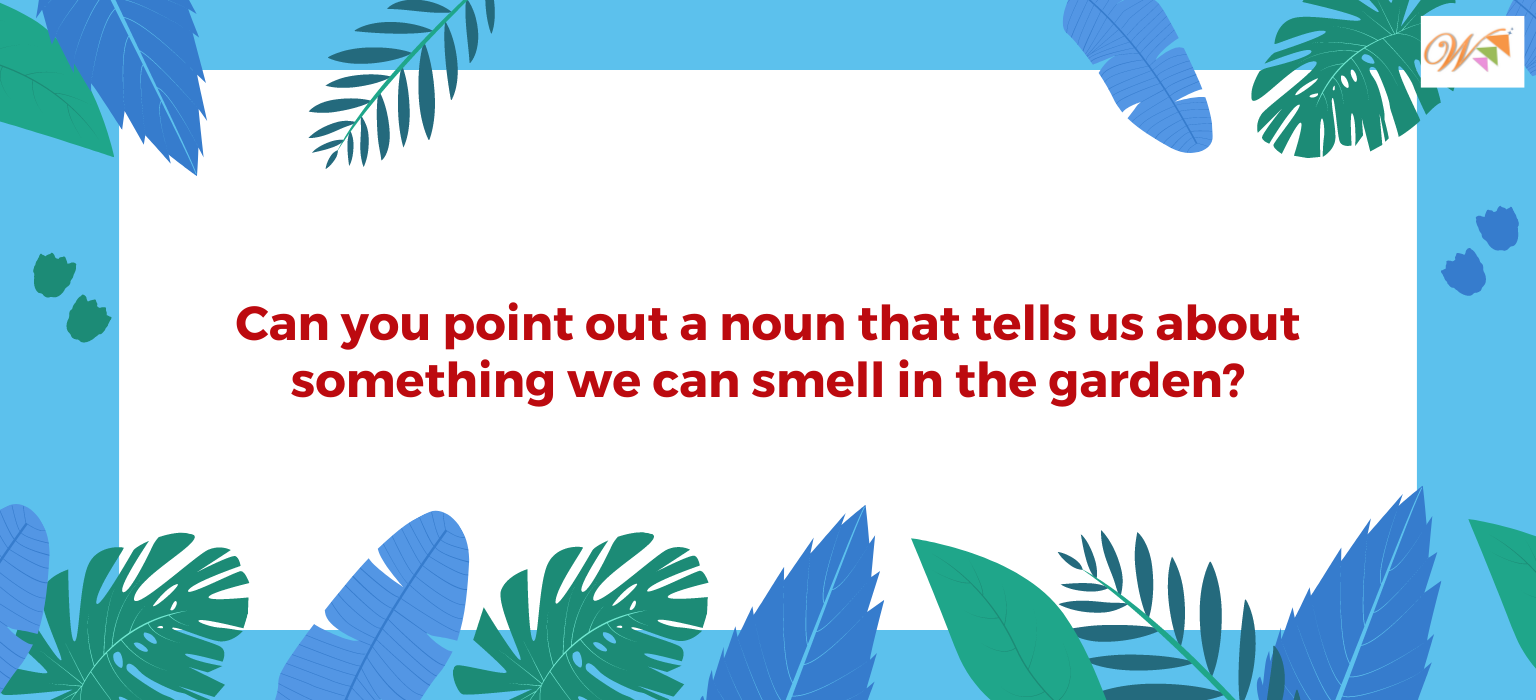 W
Can you point out a noun that tells us about
something we can smell in the garden?